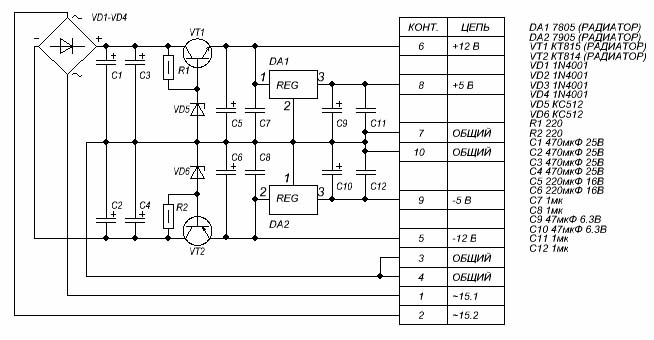 VD1-VD4
VT1
R1
C1
C3
VD5
C5
C7
DA1
1
REG
3
2
C9
C11
VD6
C6
C8
1
2
REG
3
DA2
C10
C12
C2
C4
R2
VT2
КОНТ. ЦЕПЬ
6 +12 В
8 +5 В
7 ОБЩИЙ
10 ОБЩИЙ
9 -5 В
5 -12 В
3 ОБЩИЙ
4 ОБЩИЙ
1 ~15.1
2 ~15.2
DA1 7805 (РАДИАТОР)
DA2 7905 (РАДИАТОР)
VT1 КТ815 (РАДИАТОР)
VT2 КТ814 (РАДИАТОР)
VD1 1N4001
VD2 1N4001
VD3 1N4001
VD4 1N4001
VD5 КС512
VD6 КС512
R1 220
R2 220
C1 470мкФ 25В
C2 470мкФ 25В
C3 470мкФ 25В
C4 470мкФ 25В
C5 220мкФ 16В
C6 220мкФ 16В
C7 1мк
C8 1мк
C9 47мкФ 6.3В
C10 47мкФ 6.3В
C11 1мк
C12 1мк